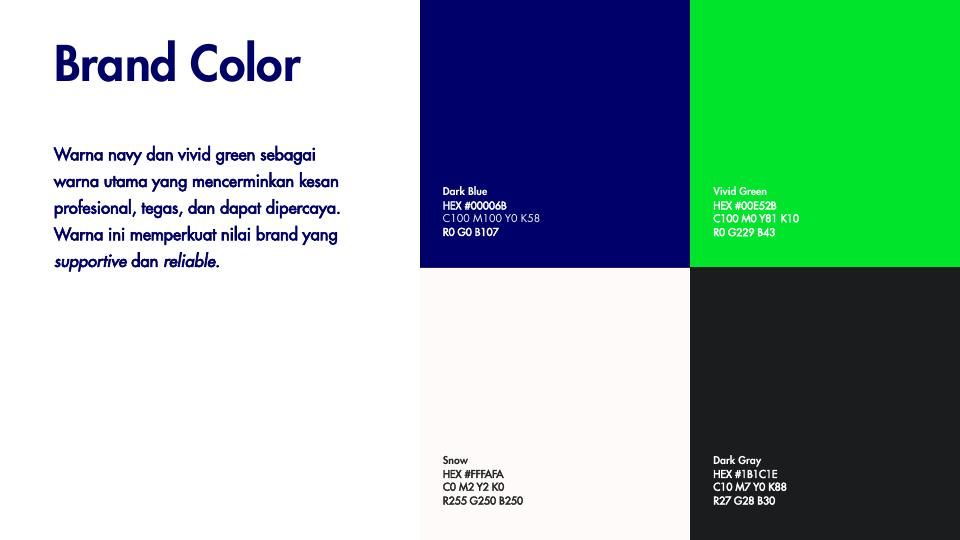 Brand Color
Warna navy dan vivid green sebagai
warna utama yang mencerminkan kesan
profesional, tegas, dan dapat dipercaya.
Warna ini memperkuat nilai brand yang
supportive dan reliable.
Dark Blue
HEX #00006B
C100 M100 Y0 K58
R0 G0 B107
Vivid Green
HEX #00E52B
C100 M0 Y81 K10
R0 G229 B43
Snow
HEX #FFFAFA
C0 M2 Y2 K0
R255 G250 B250
Dark Gray
HEX #1B1C1E
C10 M7 Y0 K88
R27 G28 B30